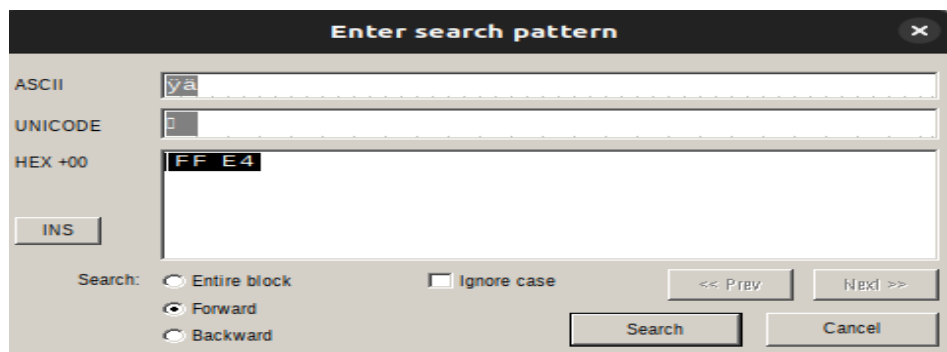 Enter search pattern
ASCII ÿä
UNICODE
HEX +00 FF E4
INS
Search: Entire block Ignore case << Prev Next >>
Forward
Search Cancel
Backward